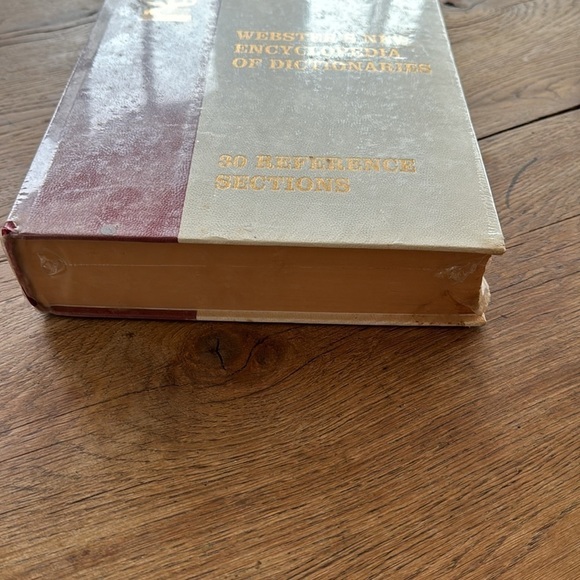 WEBSTER'S NEW
ENCYCLOPEDIA
OF DICTIONARIES
30 REFERENCE
SECTIONS